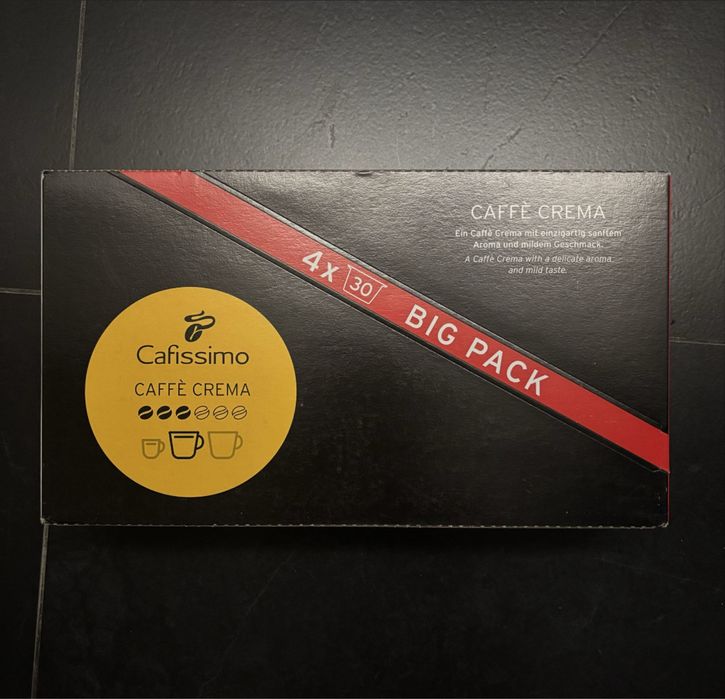 CAFFÈ CREMA
Ein Caffè Crema mit einzigartig sanftem
Aroma und mildem Geschmack.
A Caffè Crema with a delicate aroma
and mild taste.
4x 30 BIG PACK
Cafissimo
CAFFÈ CREMA